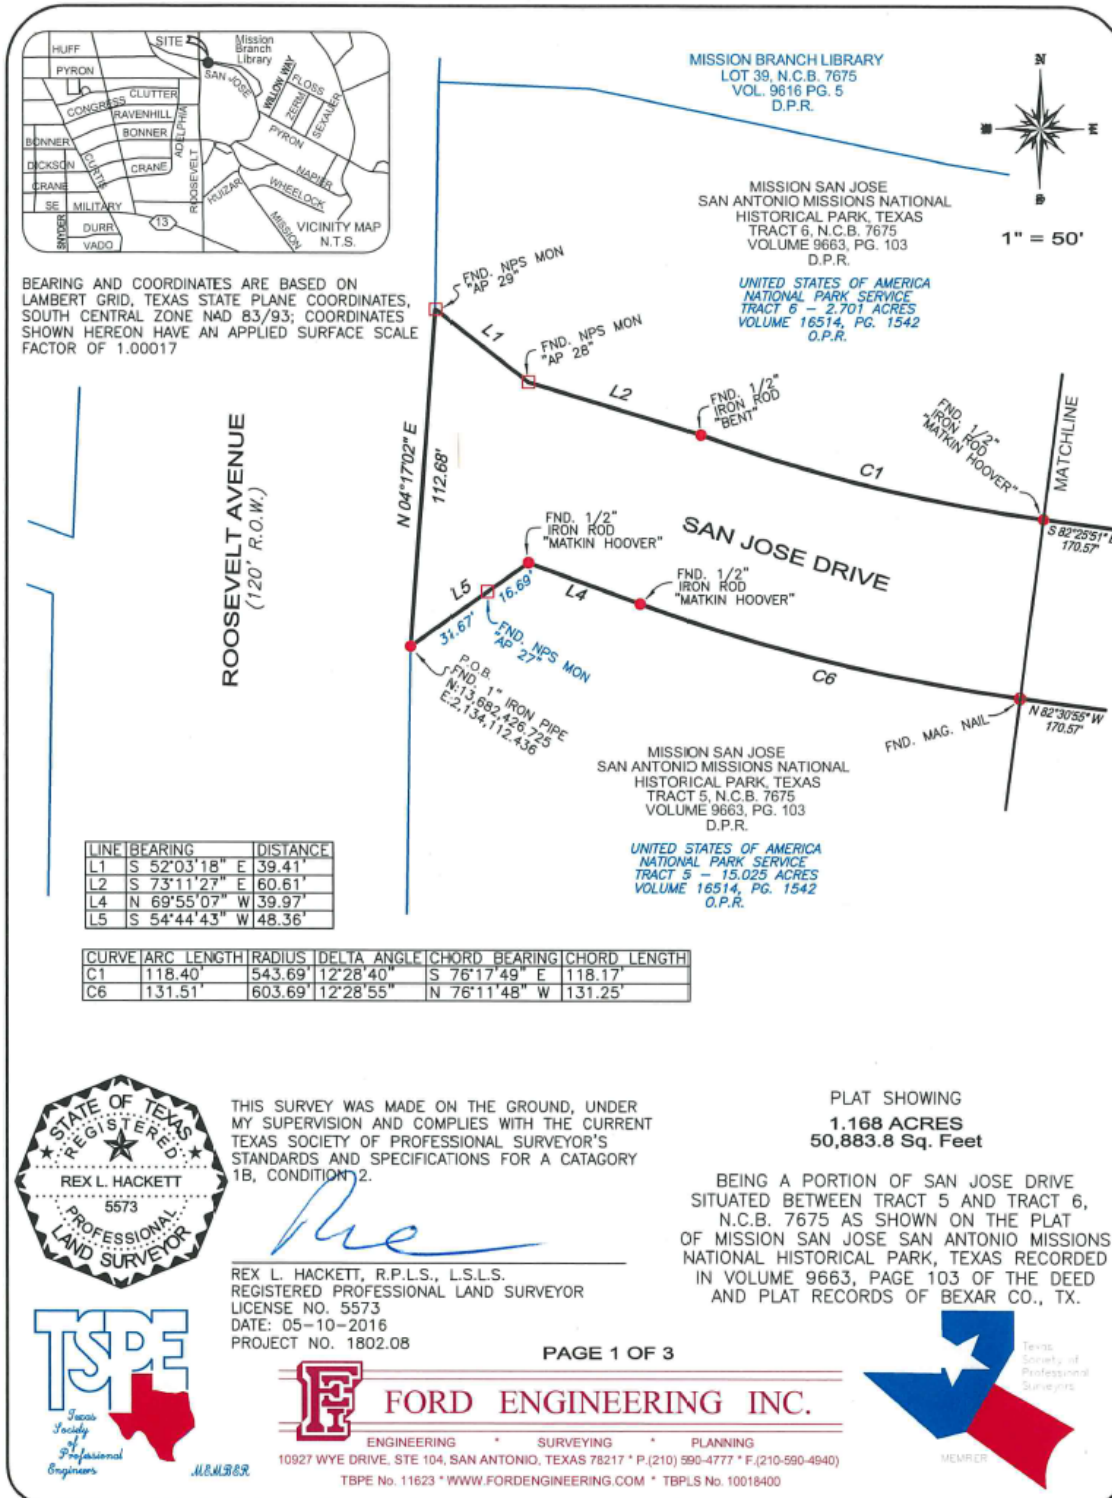 HUFF
PYRON
SITE
Mission
Branch
Library
SAN JOSE
WILLOW WAY
FLOSS
ZERM
SEXAUER
CLUTTER
CONGRESS
RAVENHILL
BONNER
ADELPHIA
PYRON
BONNER
DICKSON
CURTIS
CRANE
ROOSEVELT
NAPIER
CRANE
HUIZAR
WHEELOCK
SE MILITARY
13
MISSION
SNYDER
DURR
VADO
VICINITY MAP
N.T.S.
MISSION BRANCH LIBRARY
LOT 39, N.C.B. 7675
VOL. 9616 PG. 5
D.P.R.
N
1" = 50'
MISSION SAN JOSE
SAN ANTONIO MISSIONS NATIONAL
HISTORICAL PARK, TEXAS
TRACT 6, N.C.B. 7675
VOLUME 9663, PG. 103
D.P.R.
UNITED STATES OF AMERICA
NATIONAL PARK SERVICE
TRACT 6 – 2.701 ACRES
VOLUME 16514, PG. 1542
O.P.R.
BEARING AND COORDINATES ARE BASED ON
LAMBERT GRID, TEXAS STATE PLANE COORDINATES,
SOUTH CENTRAL ZONE NAD 83/93; COORDINATES
SHOWN HEREON HAVE AN APPLIED SURFACE SCALE
FACTOR OF 1.00017
FND. NPS MON
"AP 29"
L1
FND. NPS MON
"AP 28"
L2
FND. 1/2"
IRON ROD
"BENT"
C1
FND. 1/2"
IRON ROD
"MATKIN HOOVER"
MATCHLINE
S 82°25'51" E
170.57'
ROOSEVELT AVENUE
(120' R.O.W.)
N 04°17'02" E
112.68'
FND. 1/2"
IRON ROD
"MATKIN HOOVER"
SAN JOSE DRIVE
L5
16.69'
31.67'
L4
FND. 1/2"
IRON ROD
"MATKIN HOOVER"
FND. NPS MON
"AP 27"
C6
P.O.B.
FND. 1" IRON PIPE
N:13,682,426.725
E:2,134,112.436
FND. MAG. NAIL
N 82°30'55" W
170.57'
MISSION SAN JOSE
SAN ANTONIO MISSIONS NATIONAL
HISTORICAL PARK, TEXAS
TRACT 5, N.C.B. 7675
VOLUME 9663, PG. 103
D.P.R.
UNITED STATES OF AMERICA
NATIONAL PARK SERVICE
TRACT 5 – 15.025 ACRES
VOLUME 16514, PG. 1542
O.P.R.
LINE BEARING DISTANCE
L1 S 52°03'18" E 39.41'
L2 S 73°11'27" E 60.61'
L4 N 69°55'07" W 39.97'
L5 S 54°44'43" W 48.36'
CURVE ARC LENGTH RADIUS DELTA ANGLE CHORD BEARING CHORD LENGTH
C1 118.40' 543.69' 12°28'40" S 76°17'49" E 118.17'
C6 131.51' 603.69' 12°28'55" N 76°11'48" W 131.25'
STATE OF TEXAS
REGISTERED
REX L. HACKETT
5573
PROFESSIONAL
LAND SURVEYOR
THIS SURVEY WAS MADE ON THE GROUND, UNDER
MY SUPERVISION AND COMPLIES WITH THE CURRENT
TEXAS SOCIETY OF PROFESSIONAL SURVEYOR'S
STANDARDS AND SPECIFICATIONS FOR A CATAGORY
1B, CONDITION 2.
REX L. HACKETT, R.P.L.S., L.S.L.S.
REGISTERED PROFESSIONAL LAND SURVEYOR
LICENSE NO. 5573
DATE: 05-10-2016
PROJECT NO. 1802.08
PLAT SHOWING
1.168 ACRES
50,883.8 Sq. Feet
BEING A PORTION OF SAN JOSE DRIVE
SITUATED BETWEEN TRACT 5 AND TRACT 6,
N.C.B. 7675 AS SHOWN ON THE PLAT
OF MISSION SAN JOSE SAN ANTONIO MISSIONS
NATIONAL HISTORICAL PARK, TEXAS RECORDED
IN VOLUME 9663, PAGE 103 OF THE DEED
AND PLAT RECORDS OF BEXAR CO., TX.
TSPE
Texas
Society
of
Professional
Engineers
MEMBER
PAGE 1 OF 3
FEI
FORD ENGINEERING INC.
ENGINEERING * SURVEYING * PLANNING
10927 WYE DRIVE, STE 104, SAN ANTONIO, TEXAS 78217 * P.(210) 590-4777 * F.(210-590-4940)
TBPE No. 11623 * WWW.FORDENGINEERING.COM * TBPLS No. 10018400
Texas
Society of
Professional
Surveyors
MEMBER